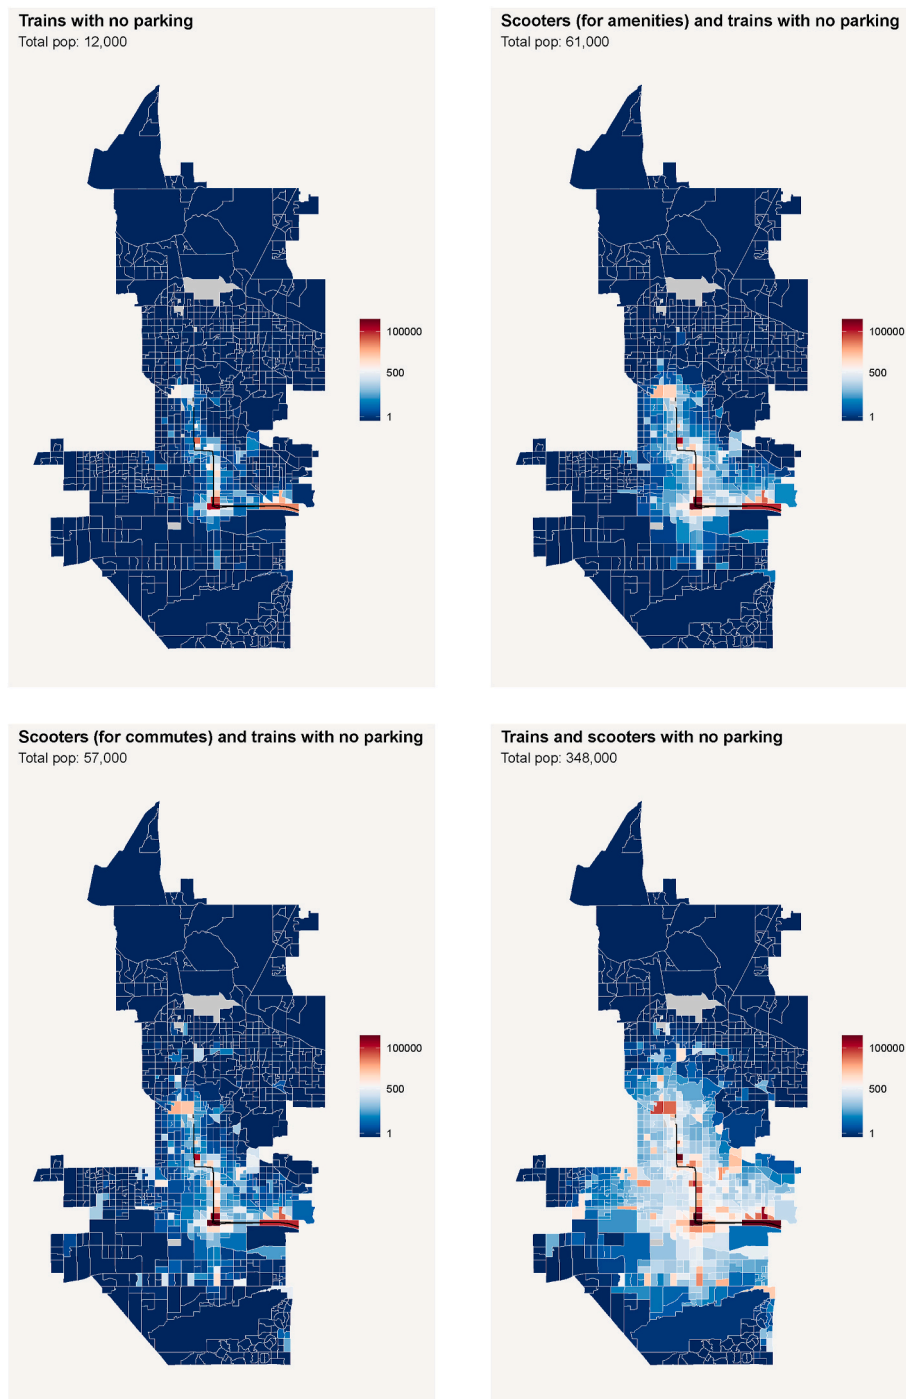 Trains with no parking
Total pop: 12,000
100000
500
1
Scooters (for amenities) and trains with no parking
Total pop: 61,000
100000
500
1
Scooters (for commutes) and trains with no parking
Total pop: 57,000
100000
500
1
Trains and scooters with no parking
Total pop: 348,000
100000
500
1